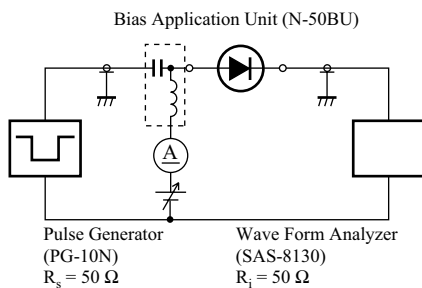 Bias Application Unit (N-50BU)
A
Pulse Generator
(PG-10N)
Rs = 50 Ω
Wave Form Analyzer
(SAS-8130)
Ri = 50 Ω